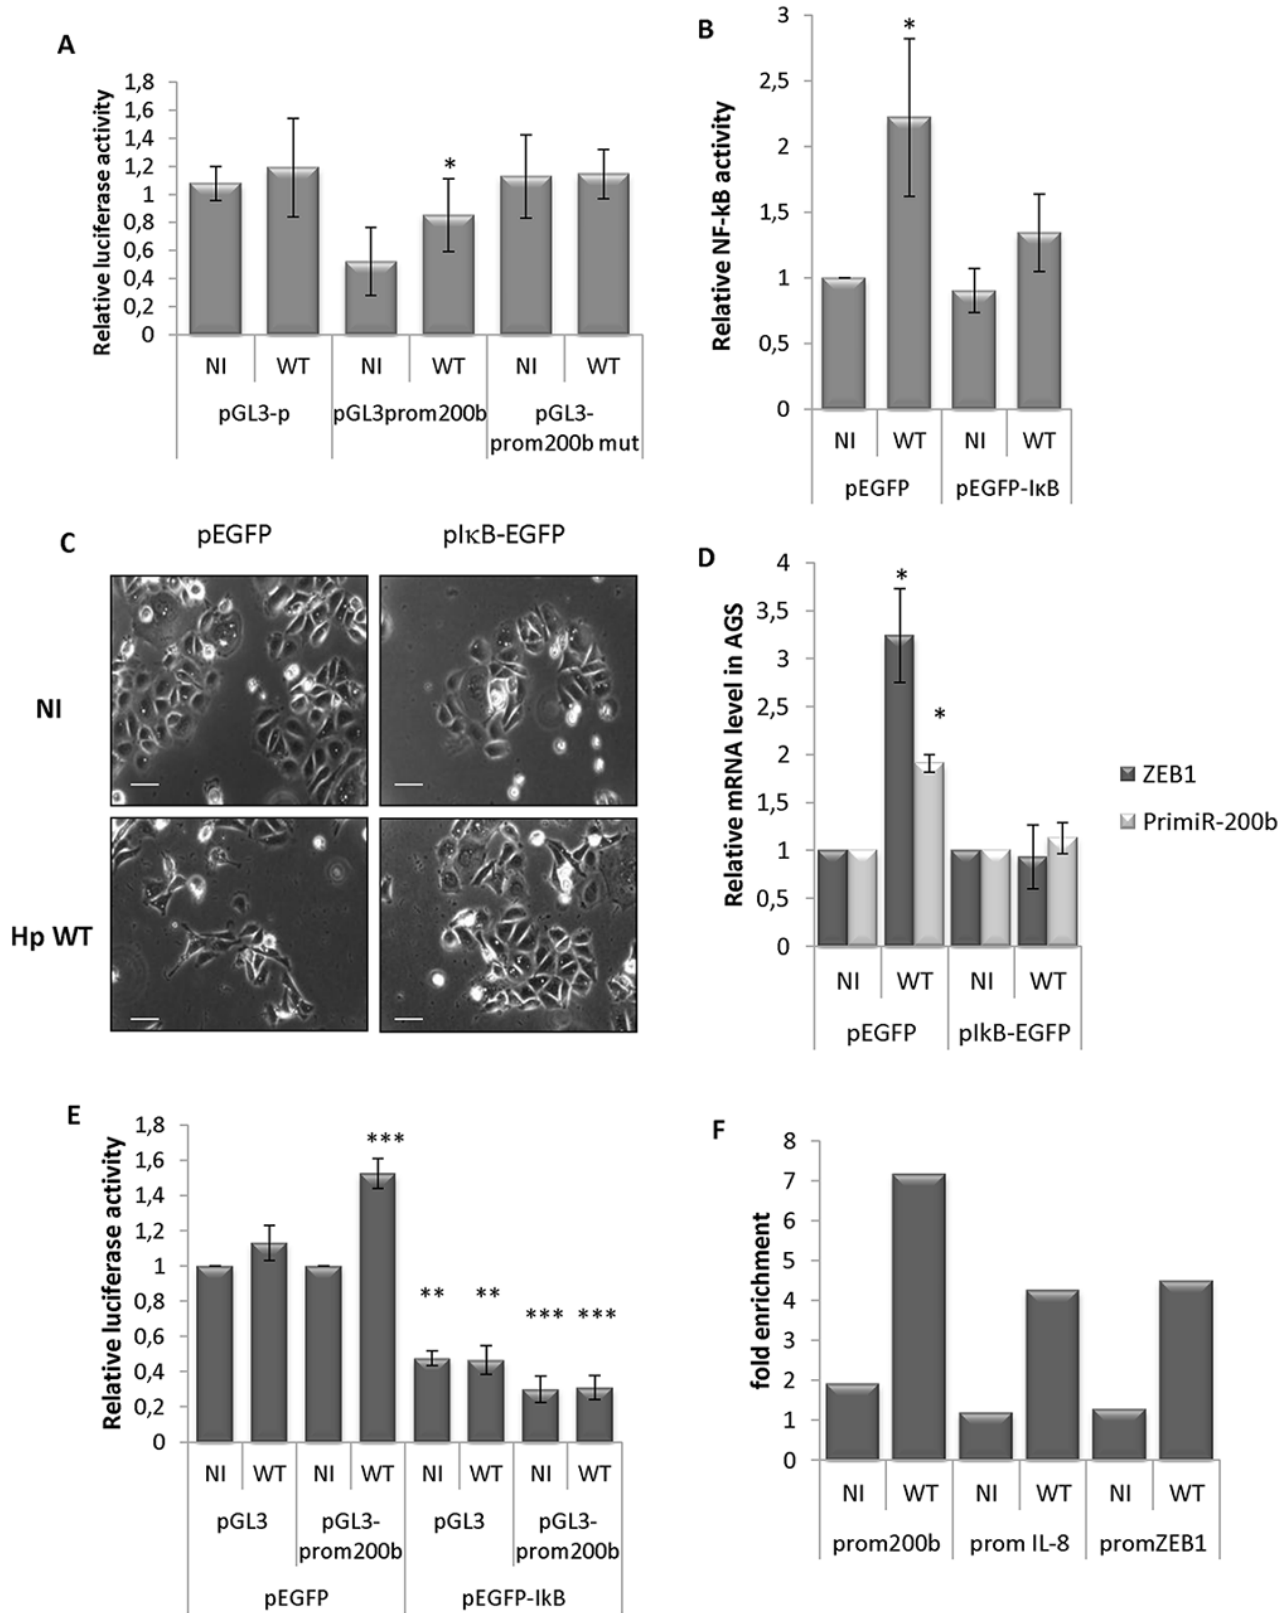 A
Relative luciferase activity
1,8
1,6
1,4
1,2
1
0,8
0,6
0,4
0,2
0
*
NI WT NI WT NI WT
pGL3-p pGL3prom200b pGL3-
prom200b mut
B
Relative NF-kB activity
3
2,5
2
1,5
1
0,5
0
*
NI WT NI WT
pEGFP pEGFP-IκB
C
pEGFP pIκB-EGFP
NI
Hp WT
D
Relative mRNA level in AGS
4
3,5
3
2,5
2
1,5
1
0,5
0
*
*
NI WT NI WT
pEGFP pIkB-EGFP
ZEB1
PrimiR-200b
E
Relative luciferase activity
1,8
1,6
1,4
1,2
1
0,8
0,6
0,4
0,2
0
***
** ** *** ***
NI WT NI WT NI WT NI WT
pGL3 pGL3- pGL3 pGL3-
prom200b prom200b
pEGFP pEGFP-IkB
F
fold enrichment
8
7
6
5
4
3
2
1
0
NI WT NI WT NI WT
prom200b prom IL-8 promZEB1